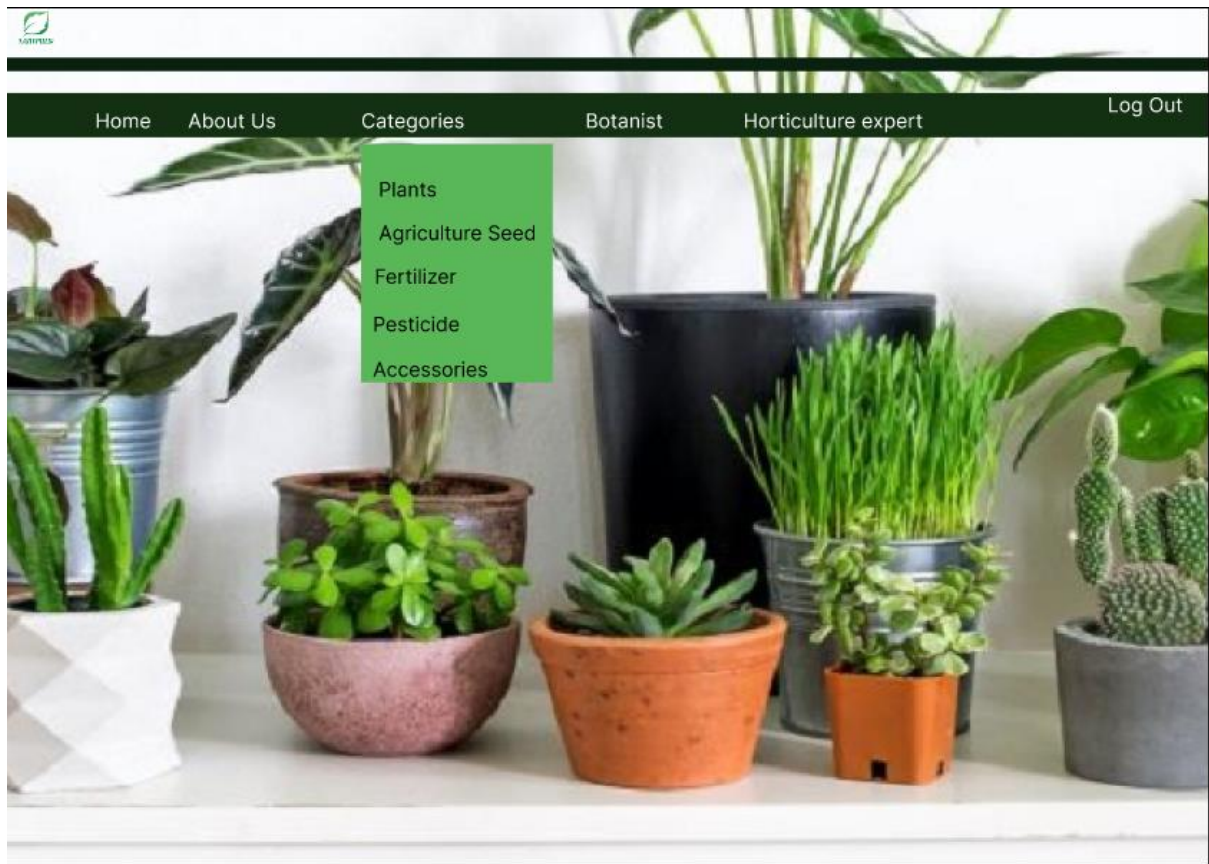 Home About Us Categories Botanist Horticulture expert Log Out
Plants
Agriculture Seed
Fertilizer
Pesticide
Accessories